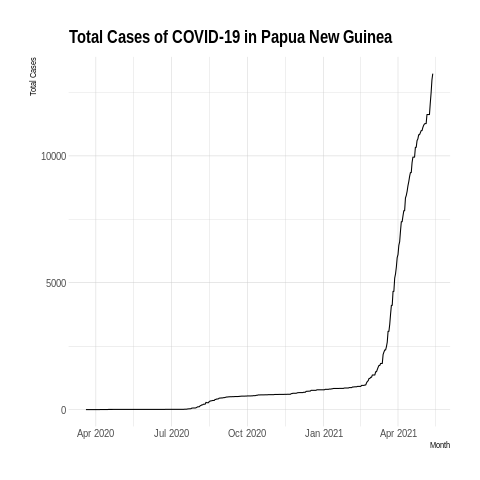 Total Cases of COVID-19 in Papua New Guinea
Total Cases
10000
5000
0
Apr 2020 Jul 2020 Oct 2020 Jan 2021 Apr 2021
Month